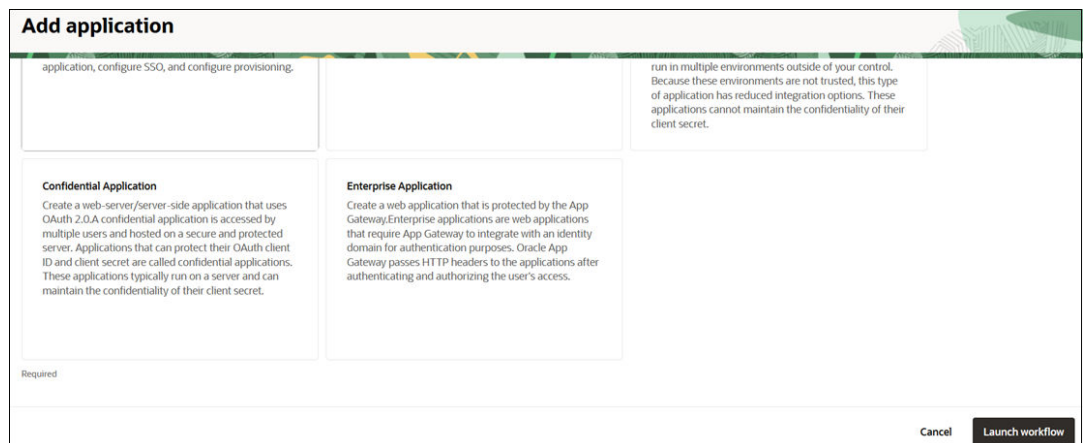 Add application
application, configure SSO, and configure provisioning.
run in multiple environments outside of your control.
Because these environments are not trusted, this type
of application has reduced integration options. These
applications cannot maintain the confidentiality of their
client secret.
Confidential Application
Create a web-server/server-side application that uses
OAuth 2.0.A confidential application is accessed by
multiple users and hosted on a secure and protected
server. Applications that can protect their OAuth client
ID and client secret are called confidential applications.
These applications typically run on a server and can
maintain the confidentiality of their client secret.
Enterprise Application
Create a web application that is protected by the App
Gateway.Enterprise applications are web applications
that require App Gateway to integrate with an identity
domain for authentication purposes. Oracle App
Gateway passes HTTP headers to the applications after
authenticating and authorizing the user's access.
Required
Cancel
Launch workflow